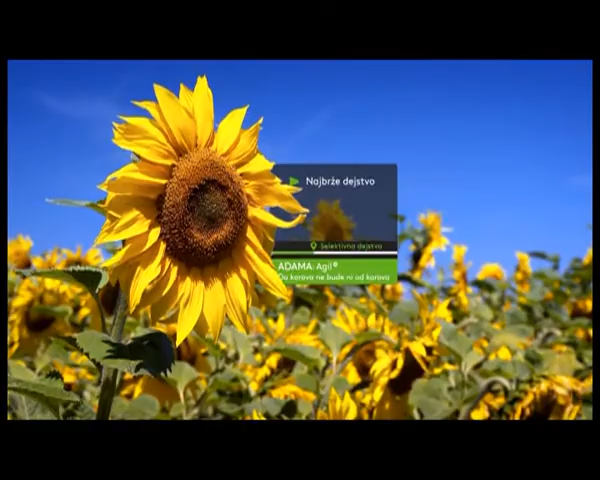 Najbrže dejstvo
Selektivno dejstvo
ADAMA: Agil®
Da korova ne bude ni od korova